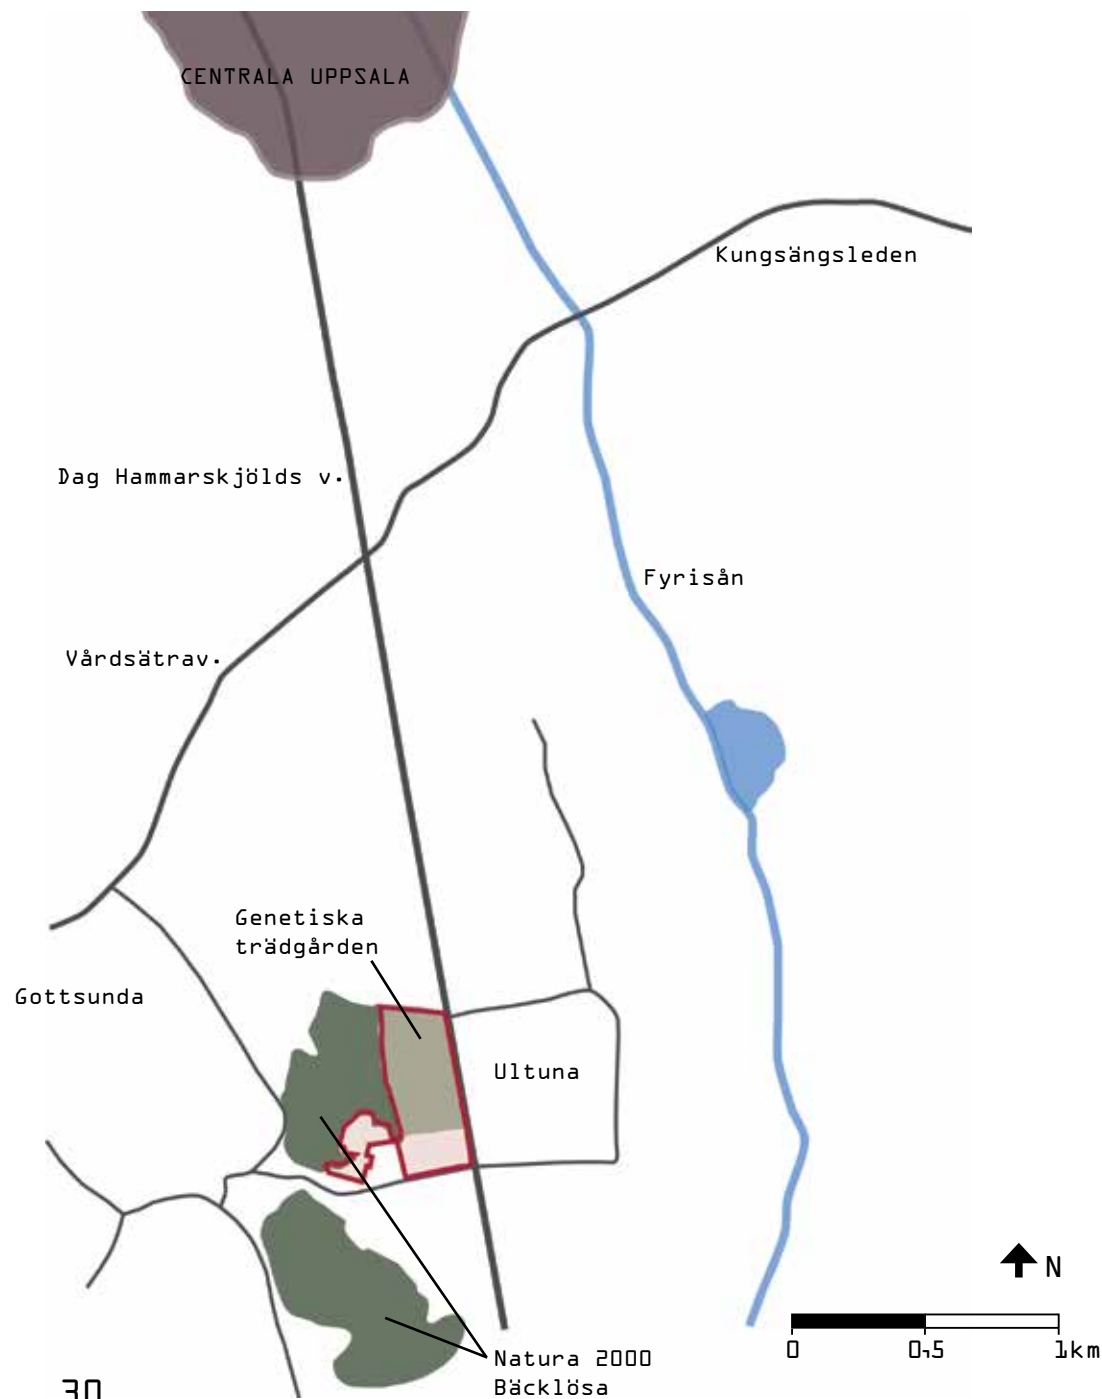 CENTRALA UPPSALA
Kungsängsleden
Dag Hammarskjölds v.
Fyrisån
Vårdsätrav.
Genetiska
trädgården
Gottsunda
Ultuna
N
0 0,5 1km
Natura 2000
Bäcklösa
30